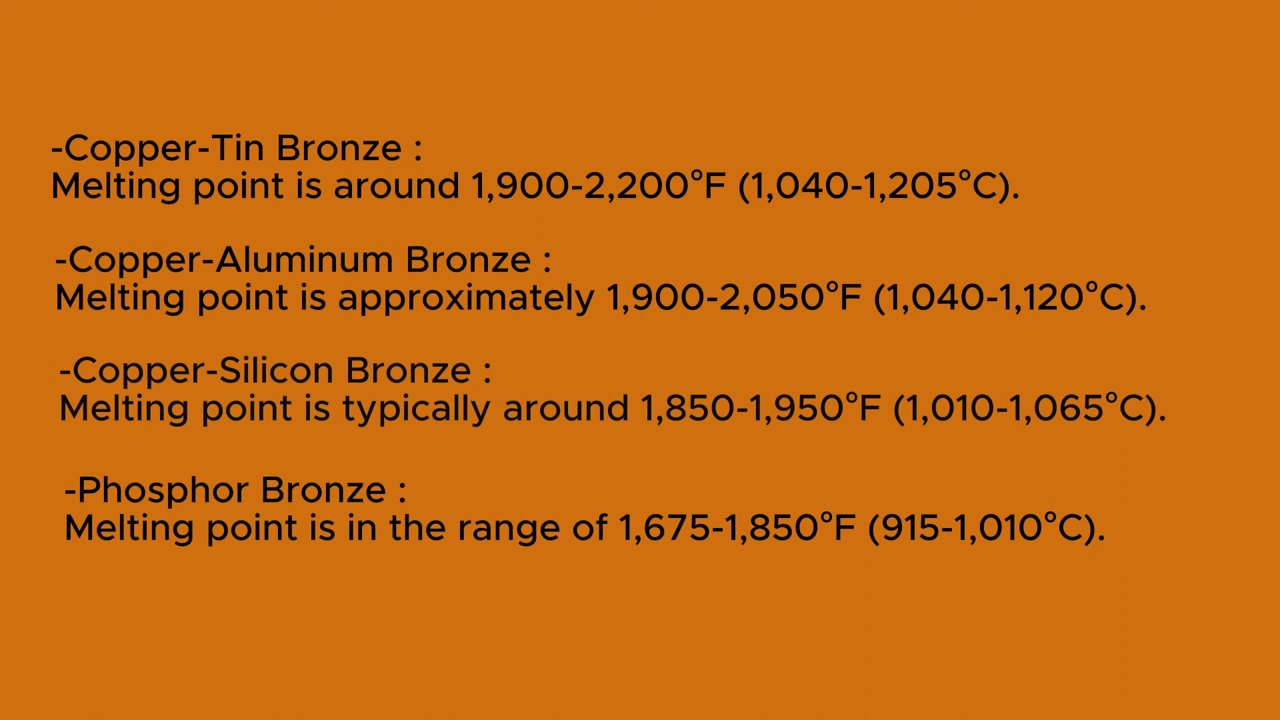 -Copper-Tin Bronze :
Melting point is around 1,900-2,200°F (1,040-1,205°C).
-Copper-Aluminum Bronze :
Melting point is approximately 1,900-2,050°F (1,040-1,120°C).
-Copper-Silicon Bronze :
Melting point is typically around 1,850-1,950°F (1,010-1,065°C).
-Phosphor Bronze :
Melting point is in the range of 1,675-1,850°F (915-1,010°C).